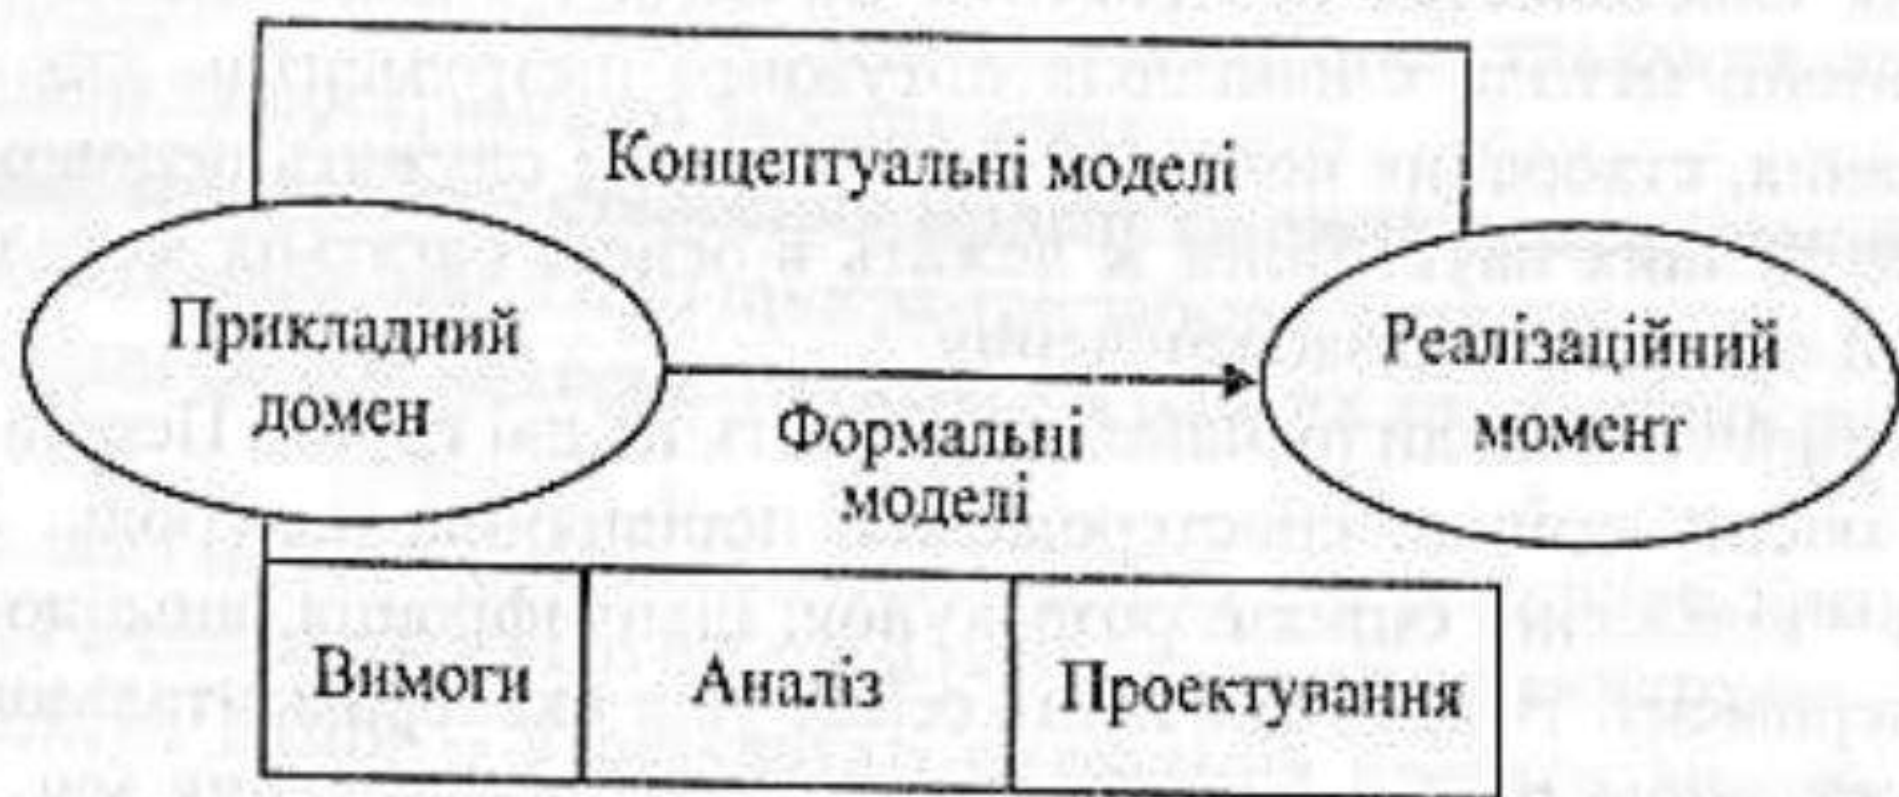 Концептуальні моделі
Прикладний
домен
Реалізаційний
момент
Формальні
моделі
Вимоги
Аналіз
Проектування